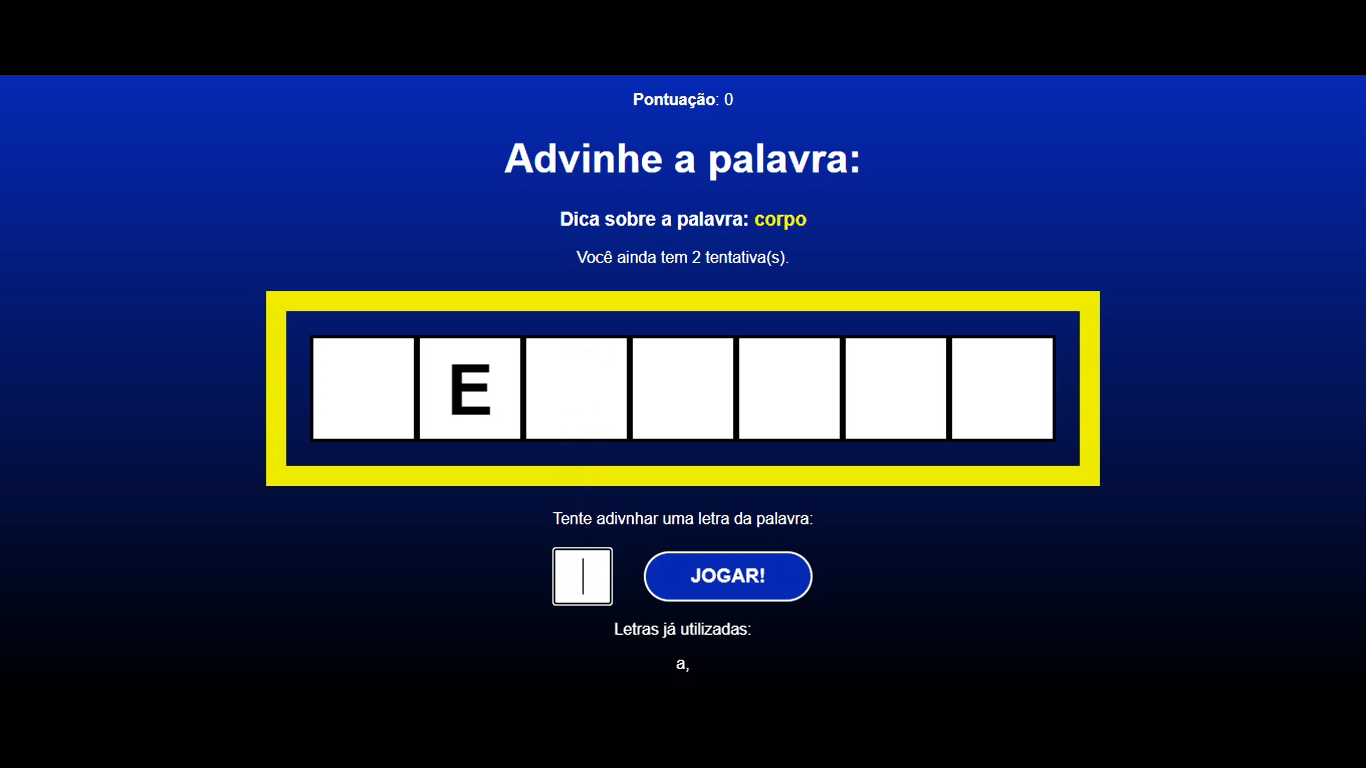 Pontuação: 0
Advinhe a palavra:
Dica sobre a palavra: corpo
Você ainda tem 2 tentativa(s).
E
Tente adivnhar uma letra da palavra:
JOGAR!
Letras já utilizadas:
a,